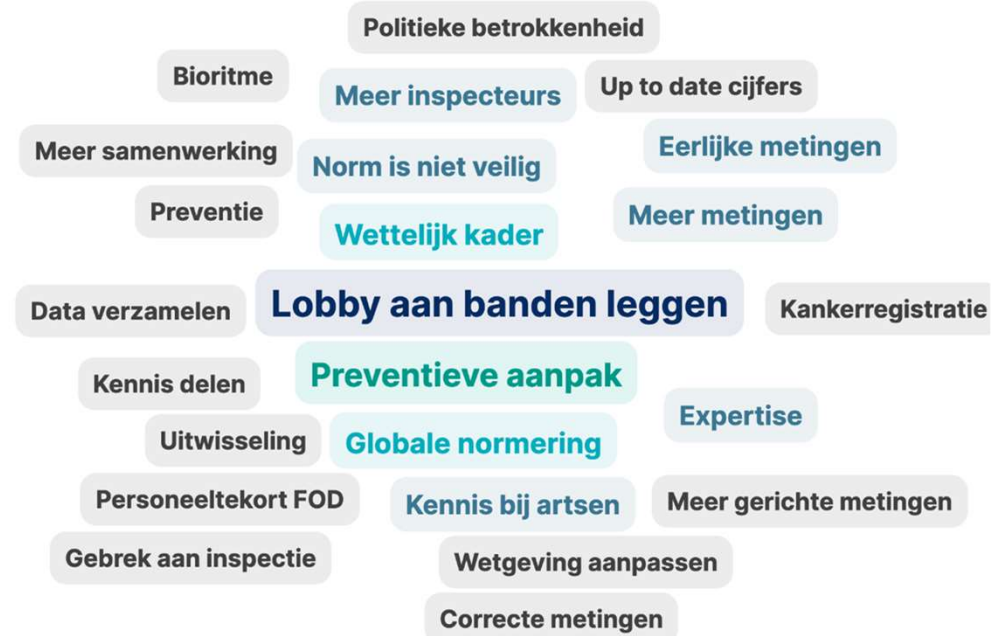 Politieke betrokkenheid
Bioritme
Meer inspecteurs
Up to date cijfers
Meer samenwerking
Norm is niet veilig
Eerlijke metingen
Preventie
Wettelijk kader
Meer metingen
Data verzamelen
Lobby aan banden leggen
Kankerregistratie
Kennis delen
Preventieve aanpak
Expertise
Uitwisseling
Globale normering
Personeeltekort FOD
Kennis bij artsen
Meer gerichte metingen
Gebrek aan inspectie
Wetgeving aanpassen
Correcte metingen